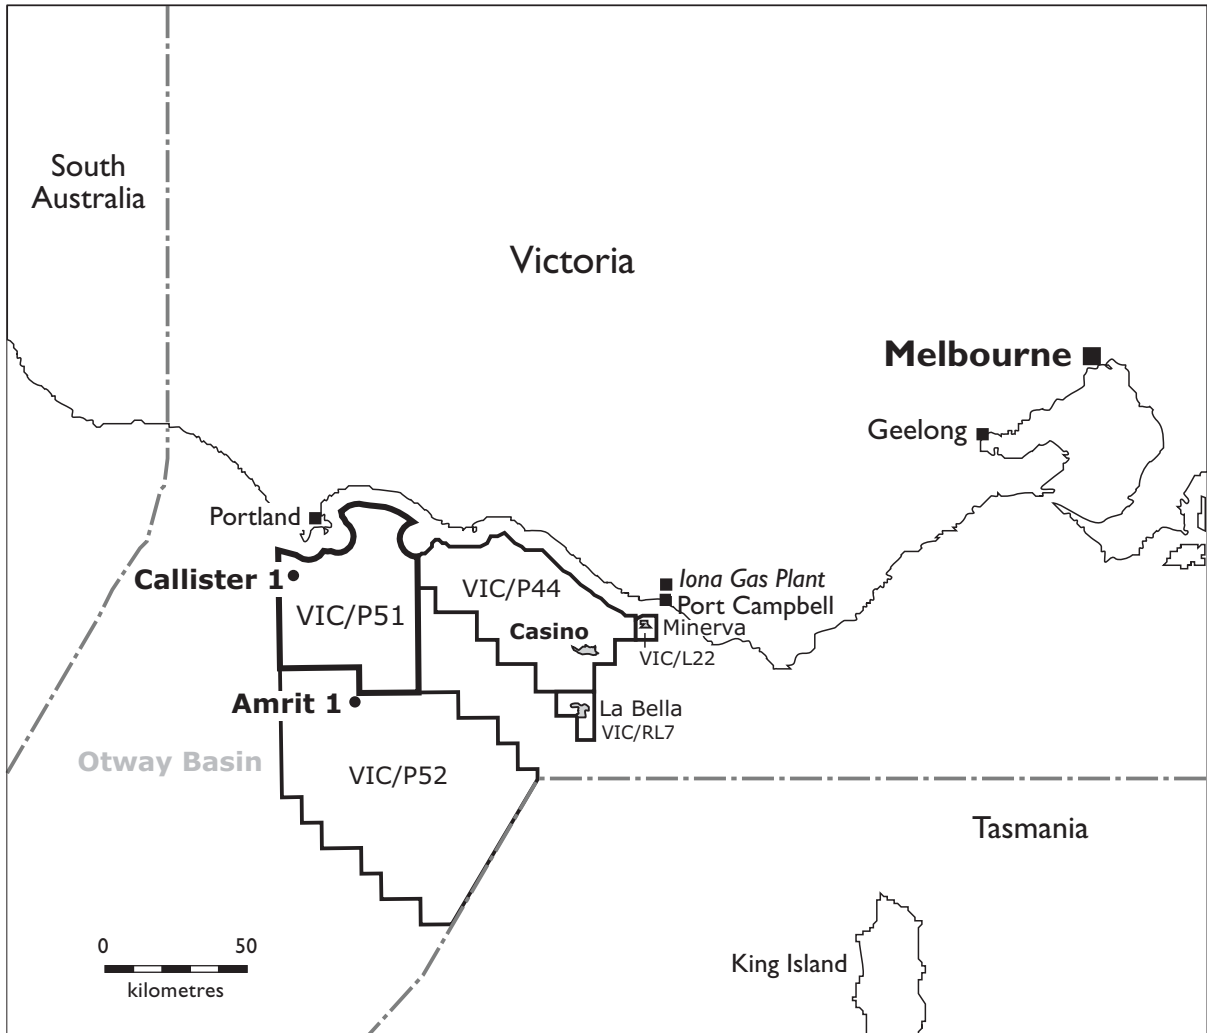 South
Australia
Victoria
Melbourne
Geelong
Portland
Callister 1
VIC/P51
VIC/P44
Iona Gas Plant
Port Campbell
Casino
Minerva
VIC/L22
Amrit 1
La Bella
VIC/RL7
Otway Basin
VIC/P52
Tasmania
0 50
kilometres
King Island